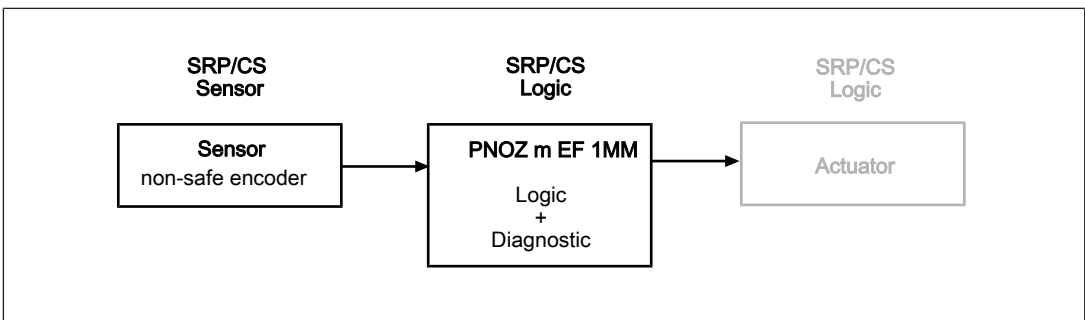 SRP/CS
Sensor
SRP/CS
Logic
SRP/CS
Logic
Sensor
non-safe encoder
PNOZ m EF 1MM
Logic
+
Diagnostic
Actuator